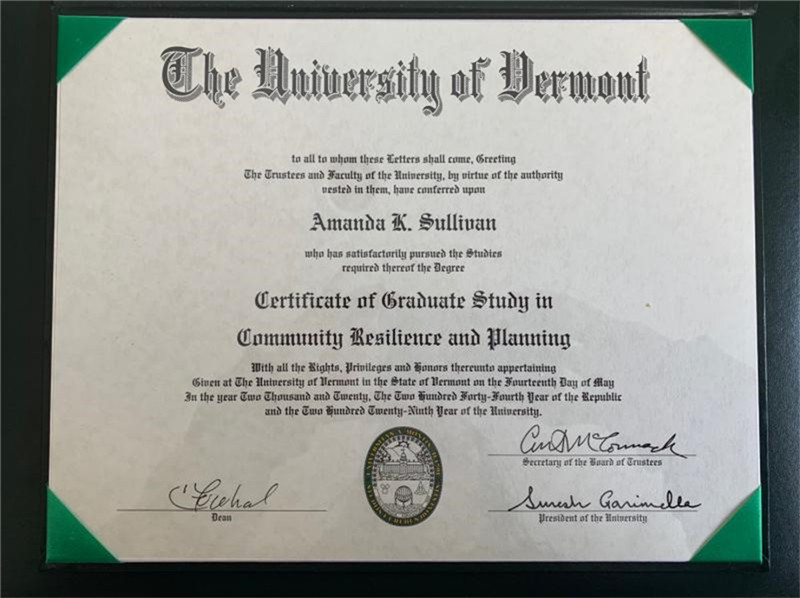 The University of Vermont
to all to whom these Letters shall come, Greeting
The Trustees and Faculty of the University, by virtue of the authority
vested in them, have conferred upon
Amanda K. Sullivan
who has satisfactorily pursued the Studies
required thereof the Degree
Certificate of Graduate Study in
Community Resilience and Planning
With all the Rights, Privileges and Honors thereunto appertaining
Given at The University of Vermont in the State of Vermont on the Fourteenth Day of May
In the year Two Thousand and Twenty, The Two Hundred Forty-Fourth Year of the Republic
and the Two Hundred Twenty-Ninth Year of the University.
Secretary of the Board of Trustees
Dean
Suresh Garimella
President of the University